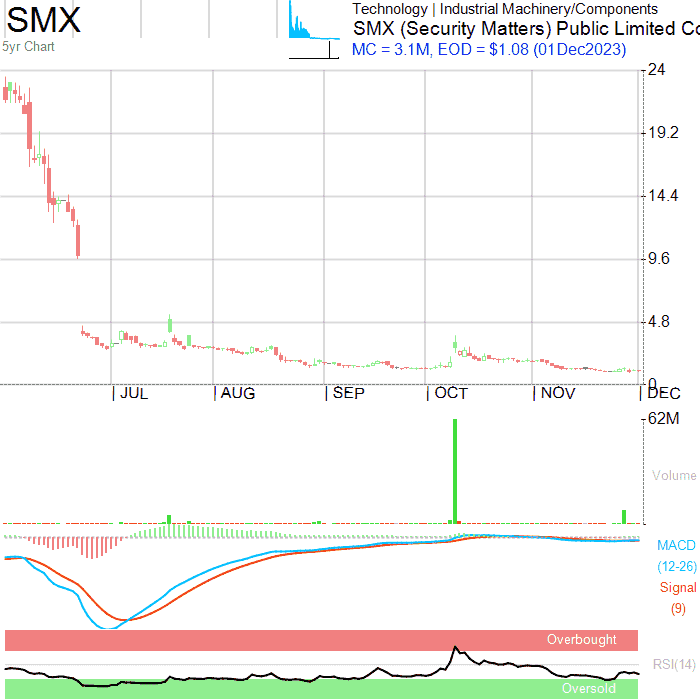 SMX
5yr Chart
Technology | Industrial Machinery/Components
SMX (Security Matters) Public Limited Co
MC = 3.1M, EOD = $1.08 (01Dec2023)
24
19.2
14.4
9.6
4.8
0
JUL AUG SEP OCT NOV DEC
62M
Volume
MACD
(12-26)
Signal
(9)
Overbought
RSI(14)
Oversold